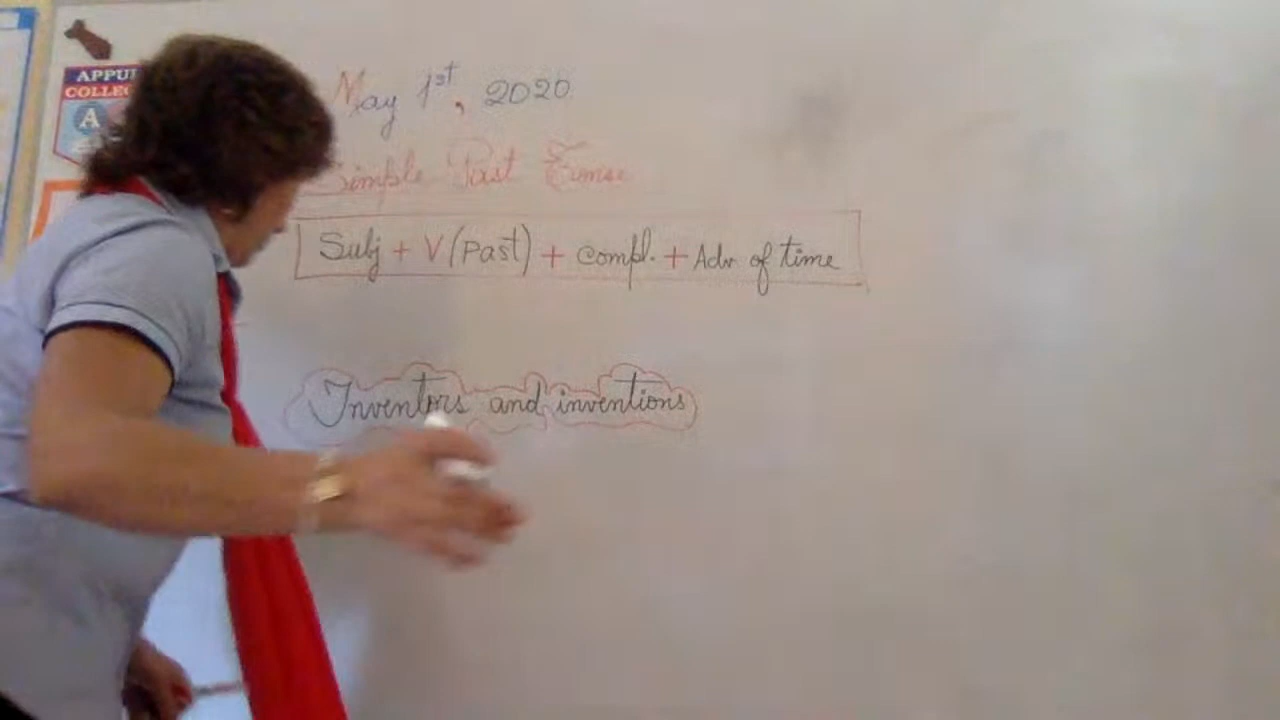 May 1st, 2020
Simple Past Tense
Subj + V(past) + compl. + Adv of time
Inventors and inventions
A